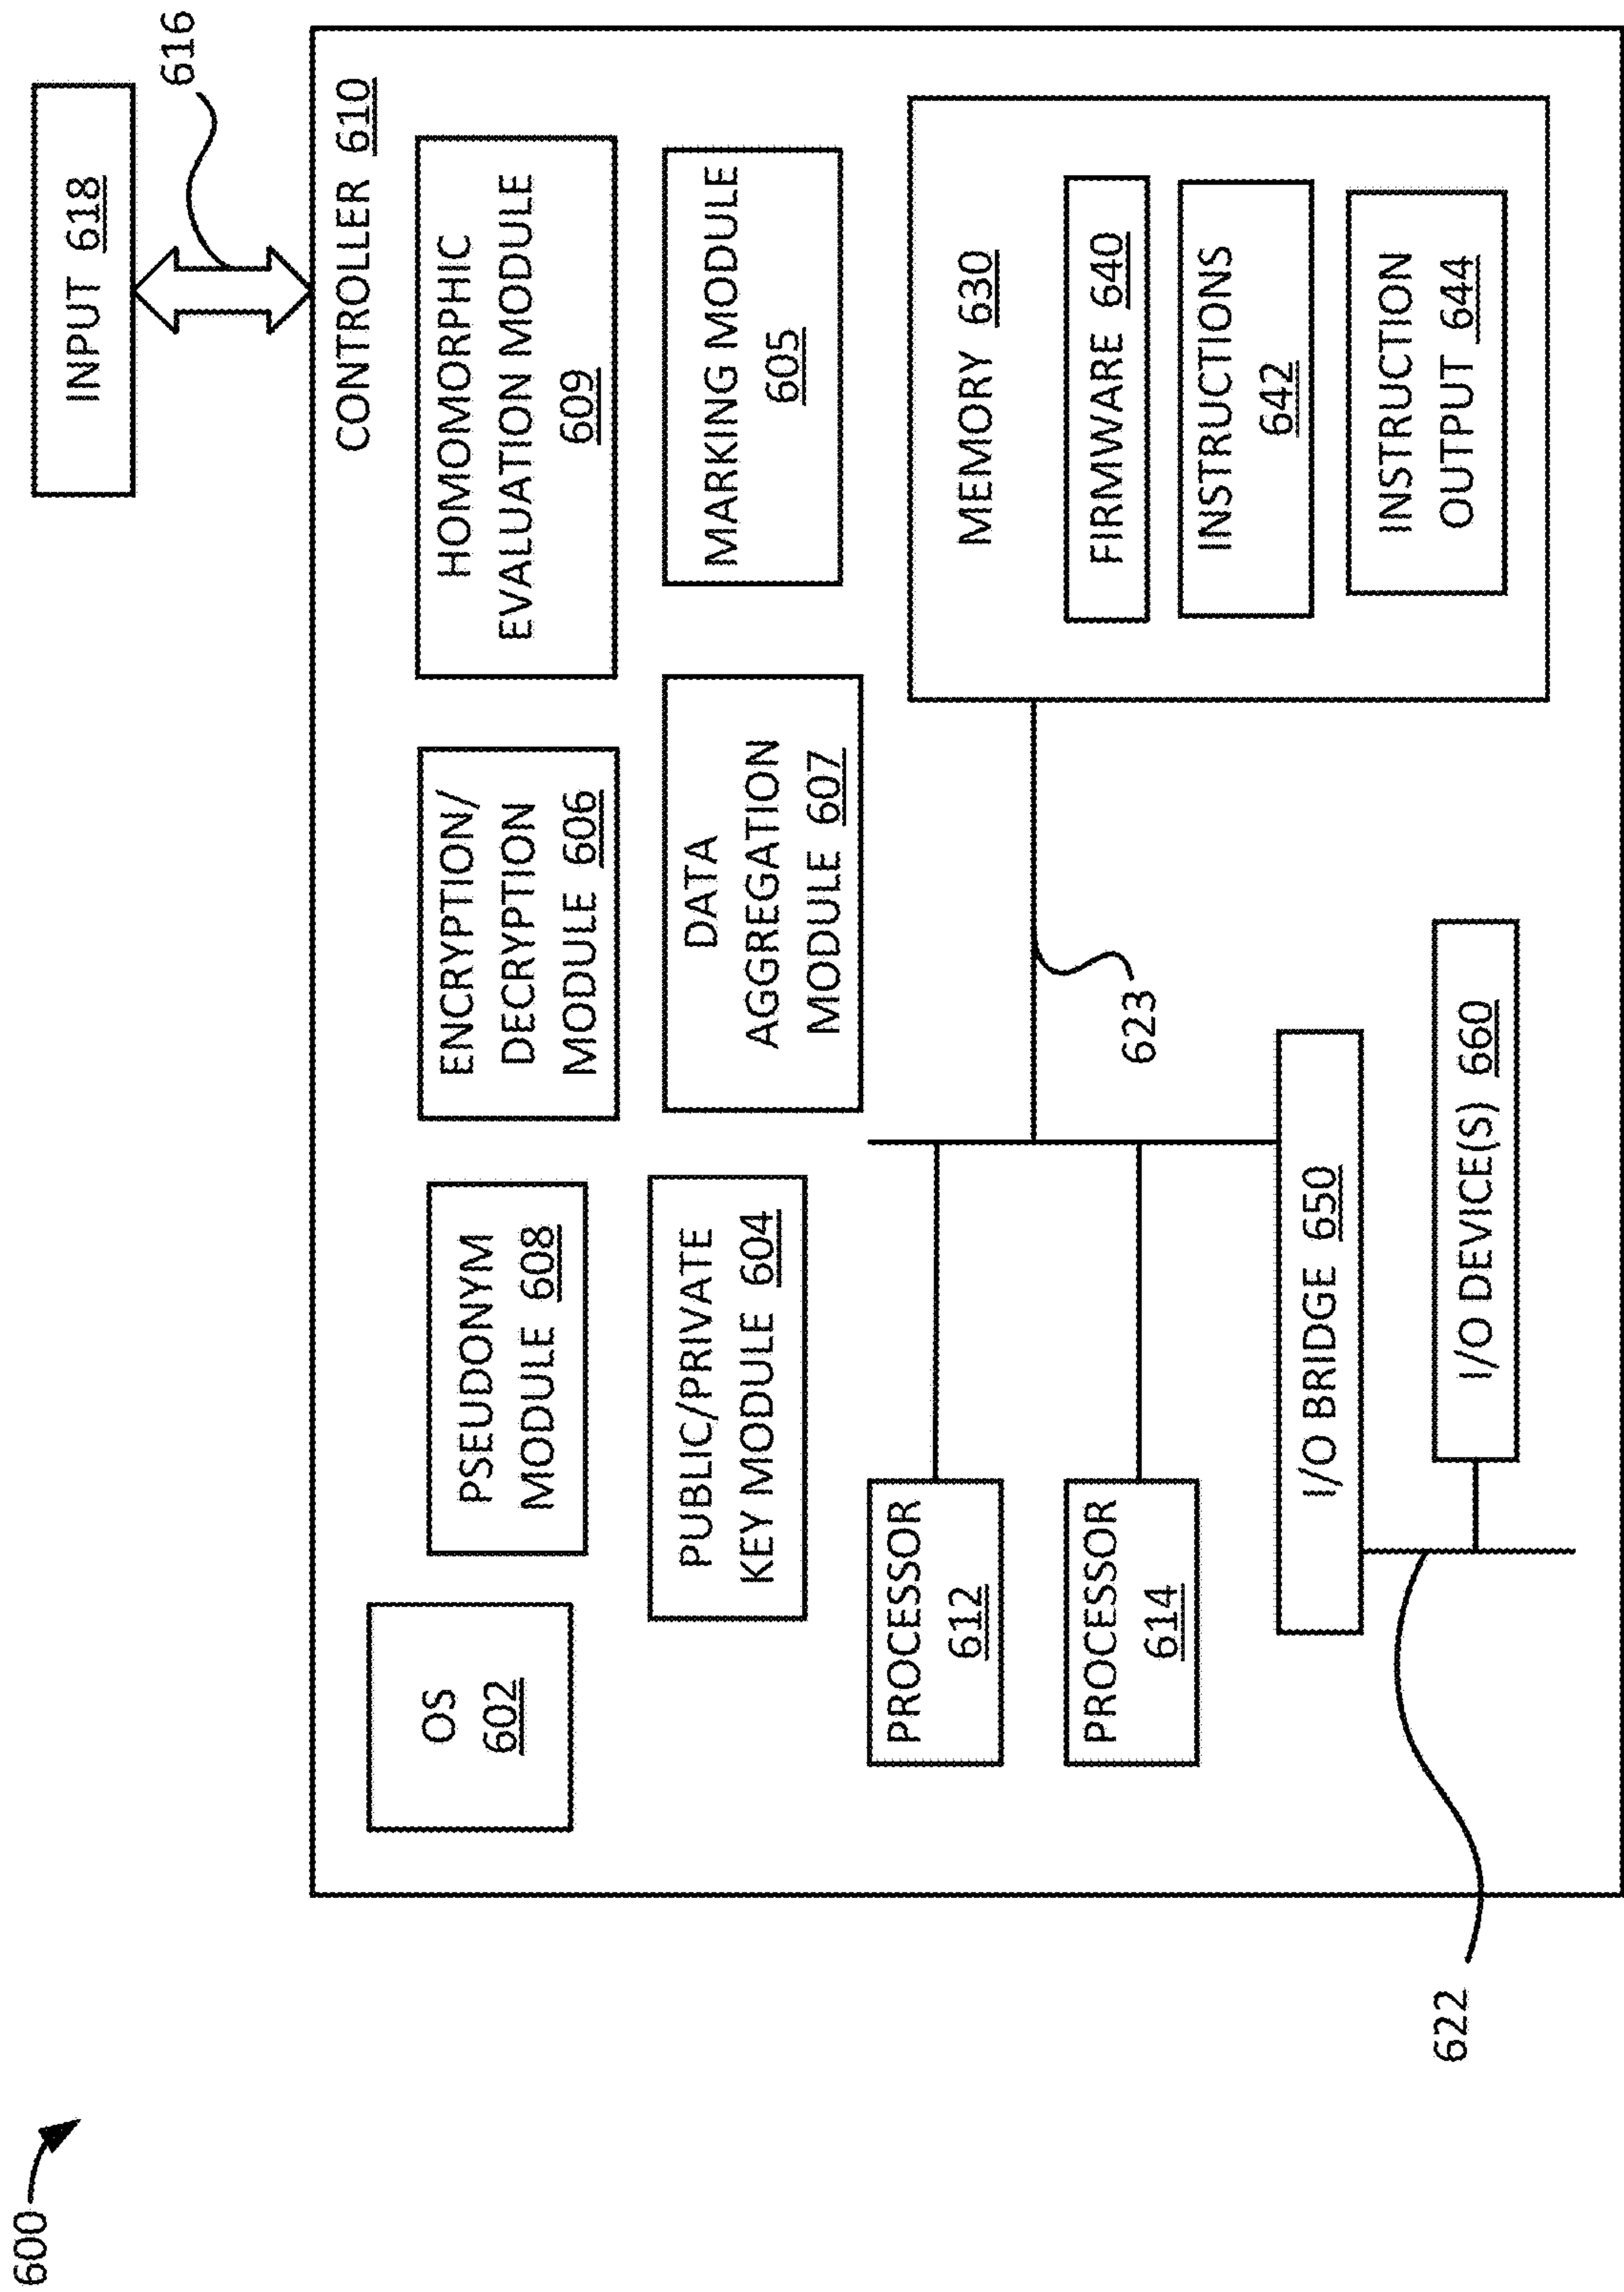 600
INPUT 618
616
CONTROLLER 610
OS
602
PSEUDONYM
MODULE 608
ENCRYPTION/
DECRYPTION
MODULE 606
HOMOMORPHIC
EVALUATION MODULE
609
PUBLIC/PRIVATE
KEY MODULE 604
DATA
AGGREGATION
MODULE 607
MARKING MODULE
605
PROCESSOR
612
PROCESSOR
614
623
MEMORY 630
FIRMWARE 640
INSTRUCTIONS
642
INSTRUCTION
OUTPUT 644
I/O BRIDGE 650
I/O DEVICE(S) 660
622